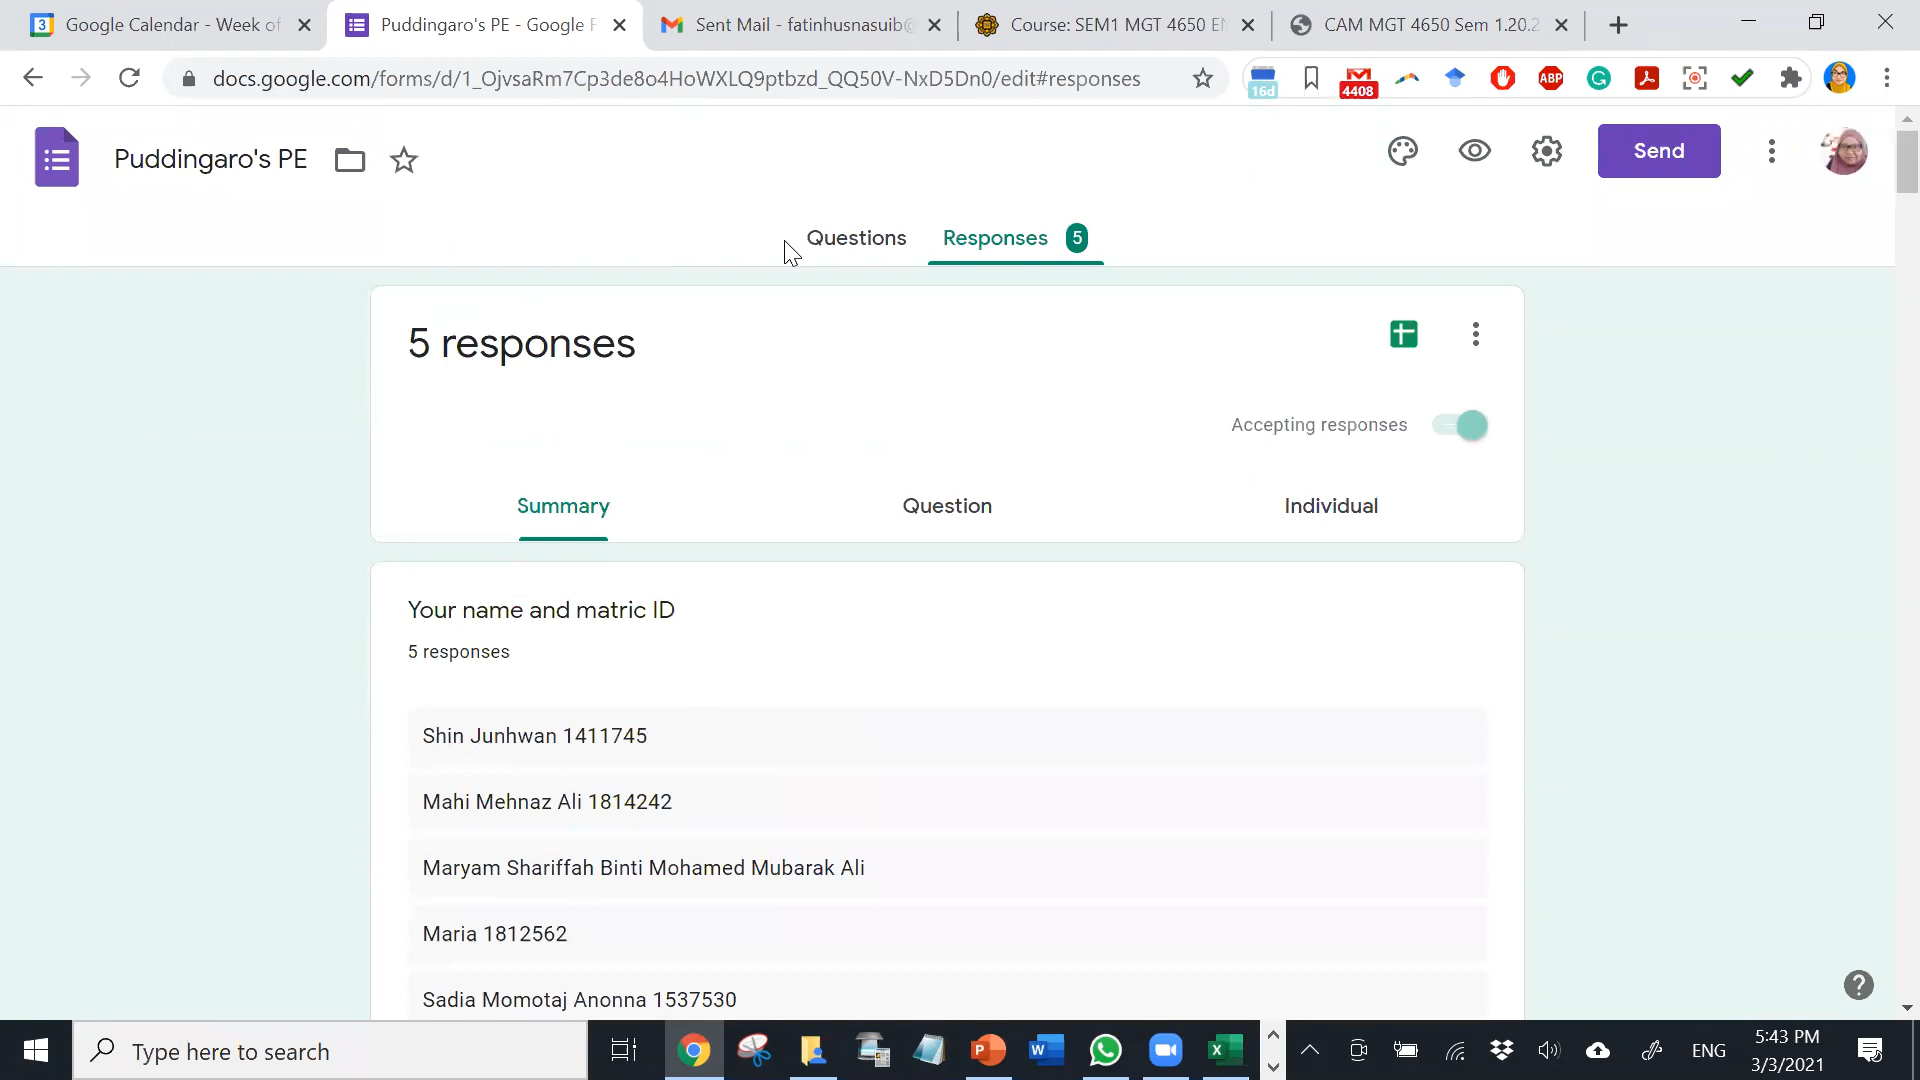 Google Calendar - Week of
Puddingaro's PE - Google F
Sent Mail - fatinhusnasuib@
Course: SEM1 MGT 4650 EN
CAM MGT 4650 Sem 1.20.2
docs.google.com/forms/d/1_OjvsaRm7Cp3de8o4HoWXLQ9ptbzd_QQ50V-NxD5Dn0/edit#responses
16d
4408
ABP
Puddingaro's PE
Send
Questions
Responses 5
5 responses
Accepting responses
Summary
Question
Individual
Your name and matric ID
5 responses
Shin Junhwan 1411745
Mahi Mehnaz Ali 1814242
Maryam Shariffah Binti Mohamed Mubarak Ali
Maria 1812562
Sadia Momotaj Anonna 1537530
Type here to search
ENG
5:43 PM
3/3/2021